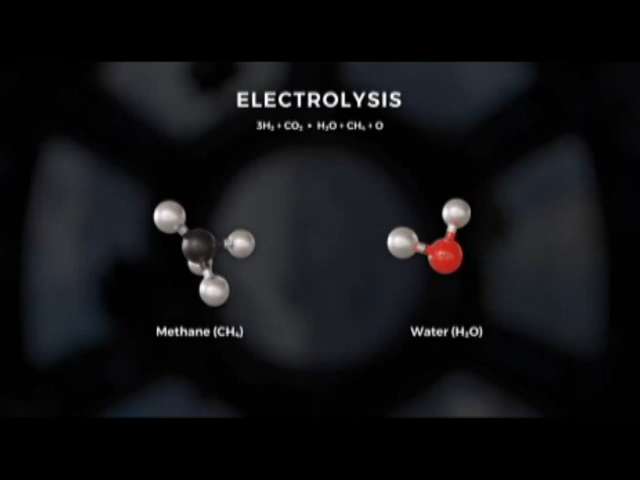 ELECTROLYSIS
3H₂ + CO₂ > H₂O + CH₄ + O
Methane (CH₄)
Water (H₂O)